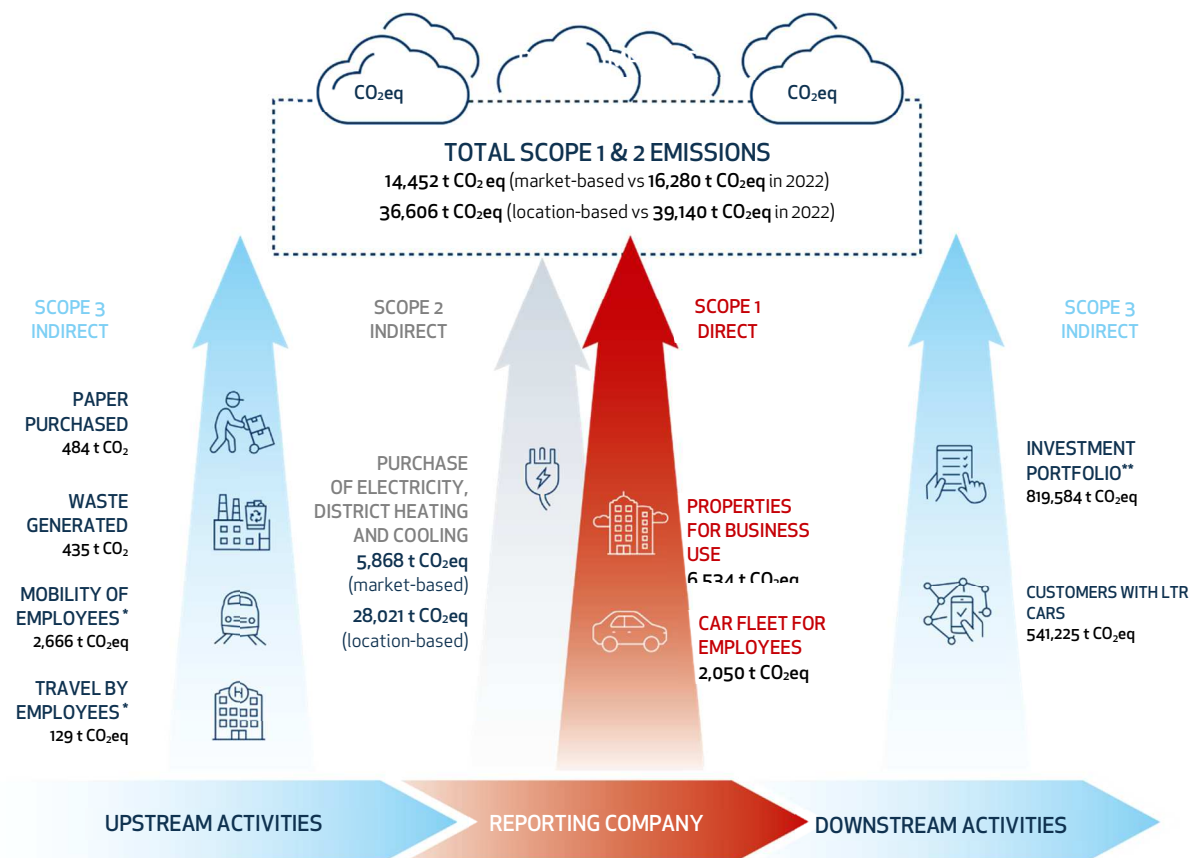 CO₂eq
CO₂eq
TOTAL SCOPE 1 & 2 EMISSIONS
14,452 t CO₂ eq (market-based vs 16,280 t CO₂eq in 2022)
36,606 t CO₂eq (location-based vs 39,140 t CO₂eq in 2022)
SCOPE 3
INDIRECT
PAPER
PURCHASED
484 t CO₂
WASTE
GENERATED
435 t CO₂
MOBILITY OF
EMPLOYEES *
2,666 t CO₂eq
TRAVEL BY
EMPLOYEES *
129 t CO₂eq
SCOPE 2
INDIRECT
PURCHASE
OF ELECTRICITY,
DISTRICT HEATING
AND COOLING
5,868 t CO₂eq
(market-based)
28,021 t CO₂eq
(location-based)
SCOPE 1
DIRECT
PROPERTIES
FOR BUSINESS
USE
6,534 t CO₂eq
CAR FLEET FOR
EMPLOYEES
2,050 t CO₂eq
SCOPE 3
INDIRECT
INVESTMENT
PORTFOLIO**
819,584 t CO₂eq
CUSTOMERS WITH LTR
CARS
541,225 t CO₂eq
H
UPSTREAM ACTIVITIES
REPORTING COMPANY
DOWNSTREAM ACTIVITIES